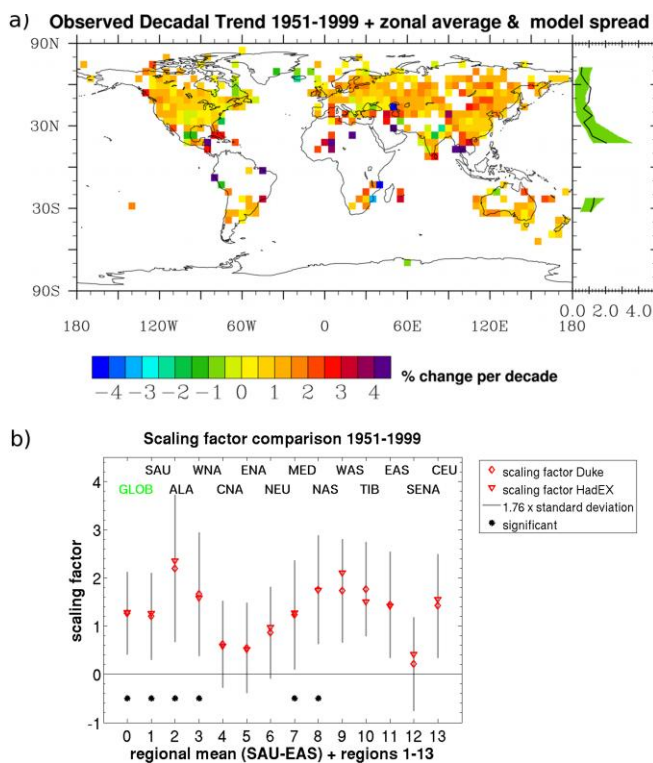 a) Observed Decadal Trend 1951-1999 + zonal average & model spread
90N
30N
30S
90S
180 120W 60W 0 60E 120E 180 0.0 2.0 4.0
-4 -3 -2 -1 0 1 2 3 4
% change per decade
b) Scaling factor comparison 1951-1999
SAU WNA ENA MED WAS EAS CEU
GLOB ALA CNA NEU NAS TIB SENA
scaling factor Duke
scaling factor HadEX
1.76 x standard deviation
significant
scaling factor
4
3
2
1
0
-1
0 1 2 3 4 5 6 7 8 9 10 11 12 13
regional mean (SAU-EAS) + regions 1-13